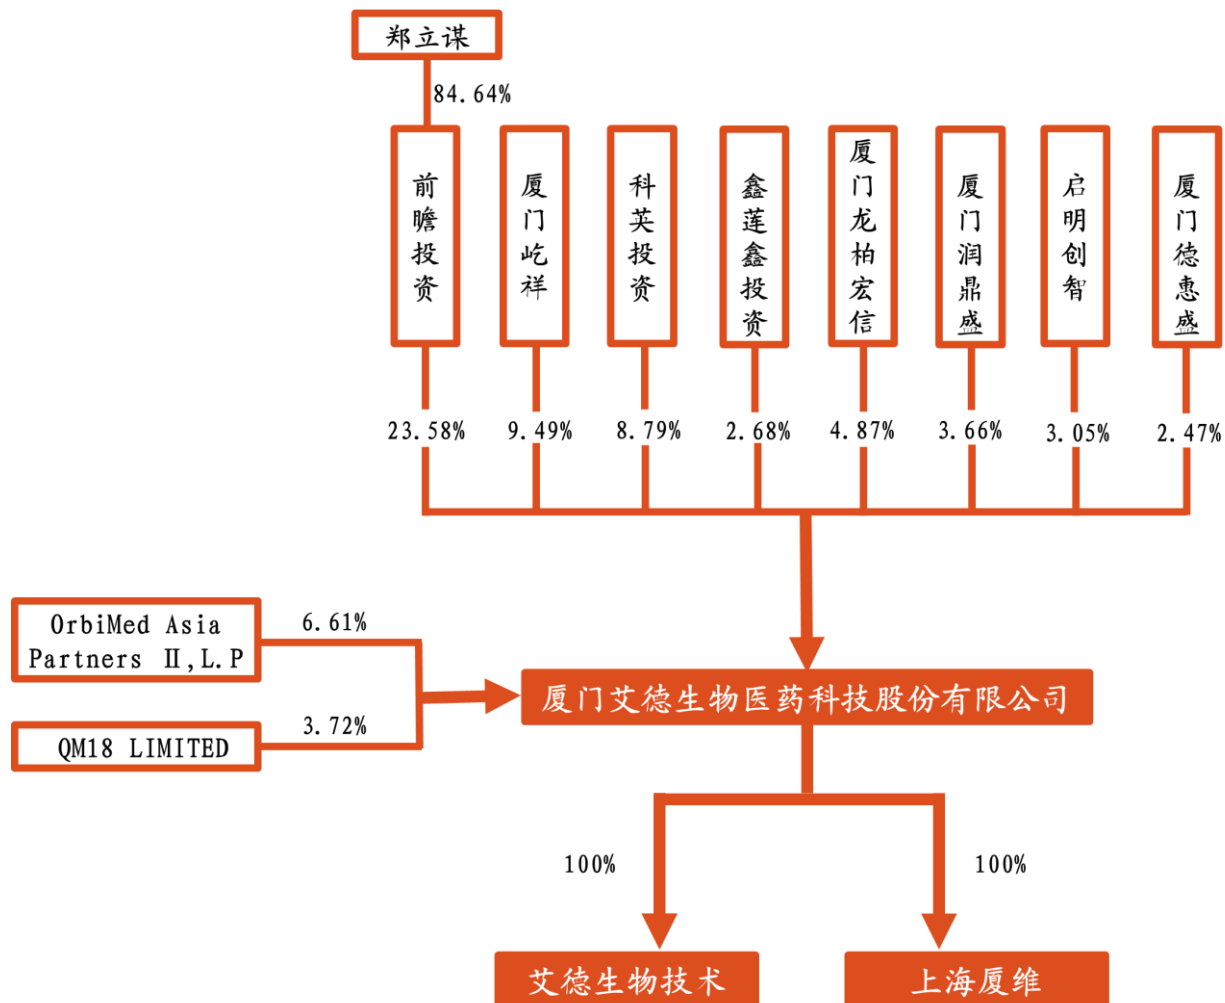 郑立谋
84.64%
前瞻投资
厦门屹祥
科英投资
鑫莲鑫投资
厦门龙柏宏信
厦门润鼎盛
启明创智
厦门德惠盛
23.58%
9.49%
8.79%
2.68%
4.87%
3.66%
3.05%
2.47%
OrbiMed Asia
Partners Ⅱ,L.P
6.61%
QM18 LIMITED
3.72%
厦门艾德生物医药科技股份有限公司
100%
100%
艾德生物技术
上海厦维